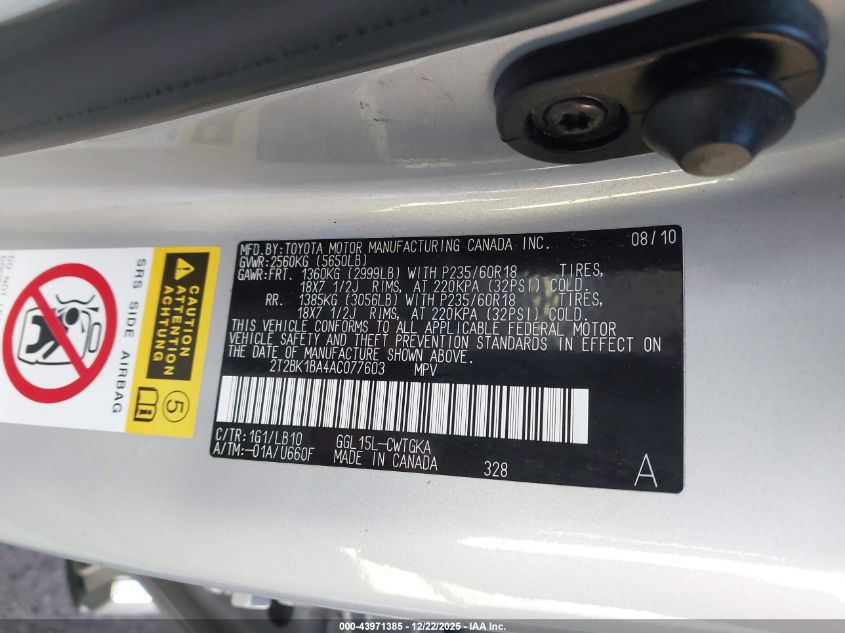 MFD.BY:TOYOTA MOTOR MANUFACTURING CANADA INC. 08/10
GVWR:2560KG (5650LB)
GAWR:FRT. 1360KG (2999LB) WITH P235/60R18 TIRES,
18X7 1/2J RIMS, AT 220KPA (32PSI) COLD.
RR. 1385KG (3056LB) WITH P235/60R18 TIRES,
18X7 1/2J RIMS, AT 220KPA (32PSI) COLD.
THIS VEHICLE CONFORMS TO ALL APPLICABLE FEDERAL MOTOR
VEHICLE SAFETY AND THEFT PREVENTION STANDARDS IN EFFECT ON
THE DATE OF MANUFACTURE SHOWN ABOVE.
2T2BK1BA4AC077603 MPV
C/TR:1G1/LB10 GGL15L-CWTGKA
A/TM:-01A/U660F MADE IN CANADA 328 A
SRS SIDE AIRBAG
ATTENTION
ACHTUNG
5
000-43971385 - 12/22/2025 - IAA Inc.